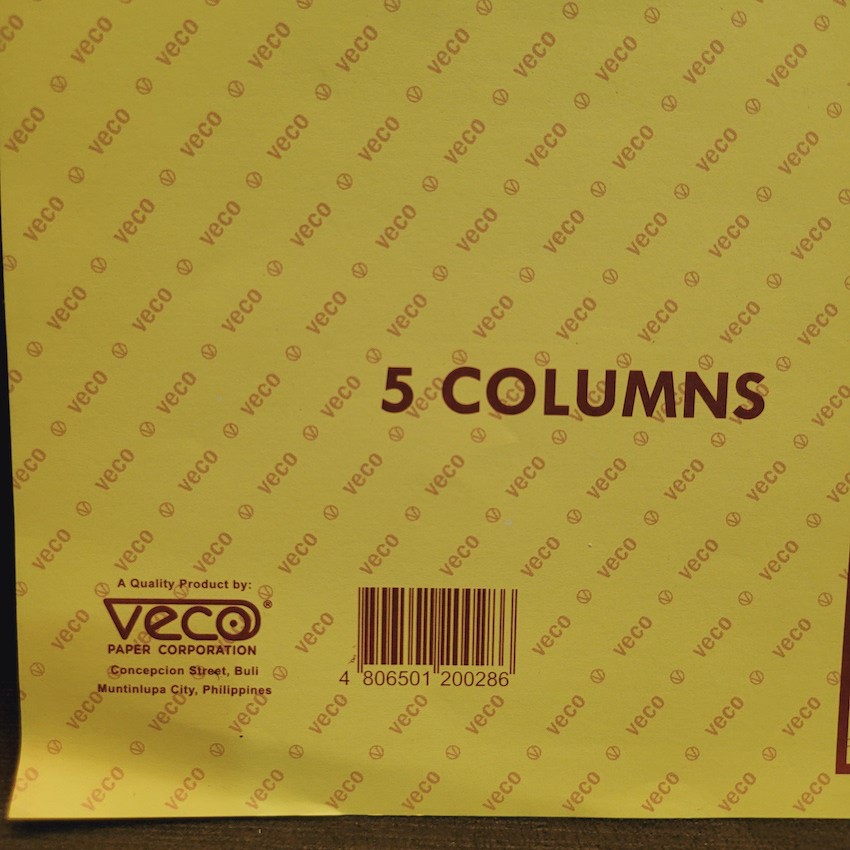 5 COLUMNS
A Quality Product by:
veco®
PAPER CORPORATION
Concepcion Street, Buli
Muntinlupa City, Philippines
4 806501 200286